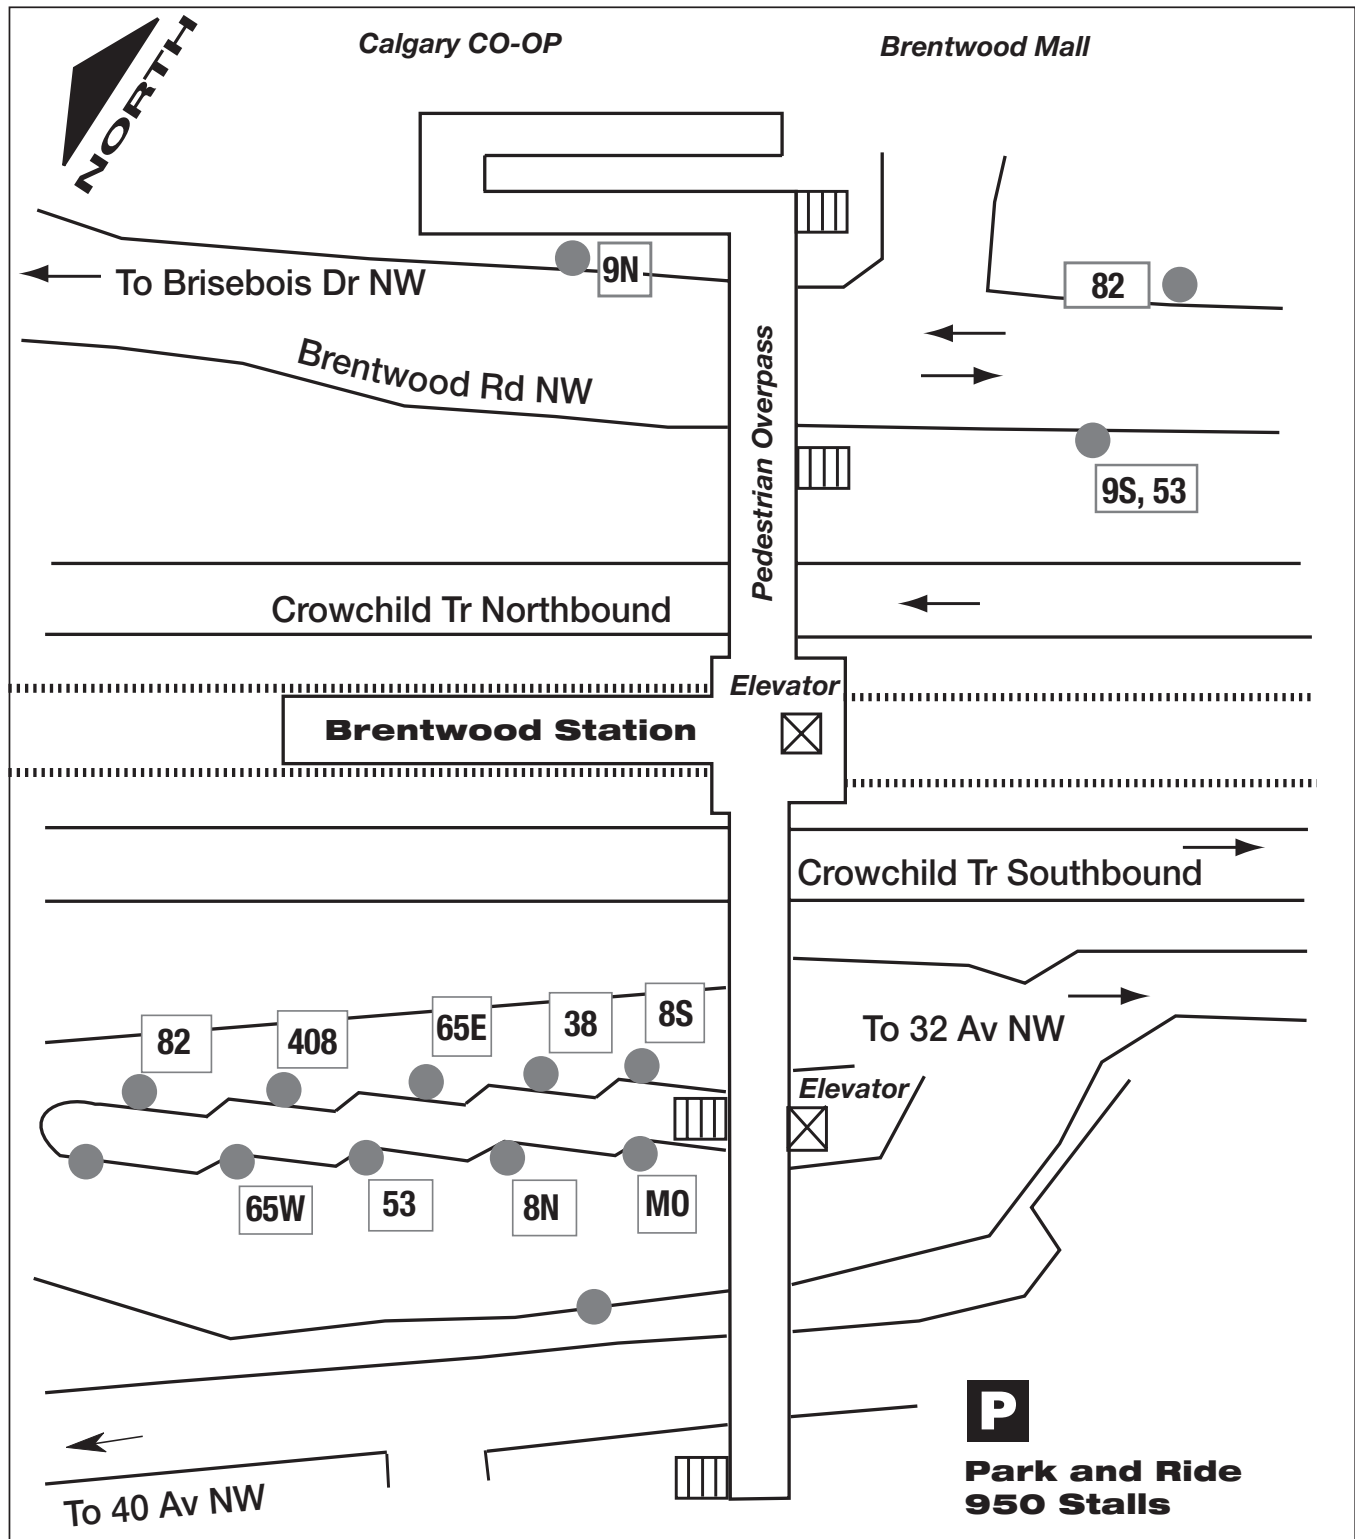 Calgary CO-OP
Brentwood Mall
NORTH
9N
To Brisebois Dr NW
82
Brentwood Rd NW
Pedestrian Overpass
9S, 53
Crowchild Tr Northbound
Elevator
Brentwood Station
Crowchild Tr Southbound
82
408
65E
38
8S
To 32 Av NW
Elevator
65W
53
8N
MO
P
Park and Ride
950 Stalls
To 40 Av NW